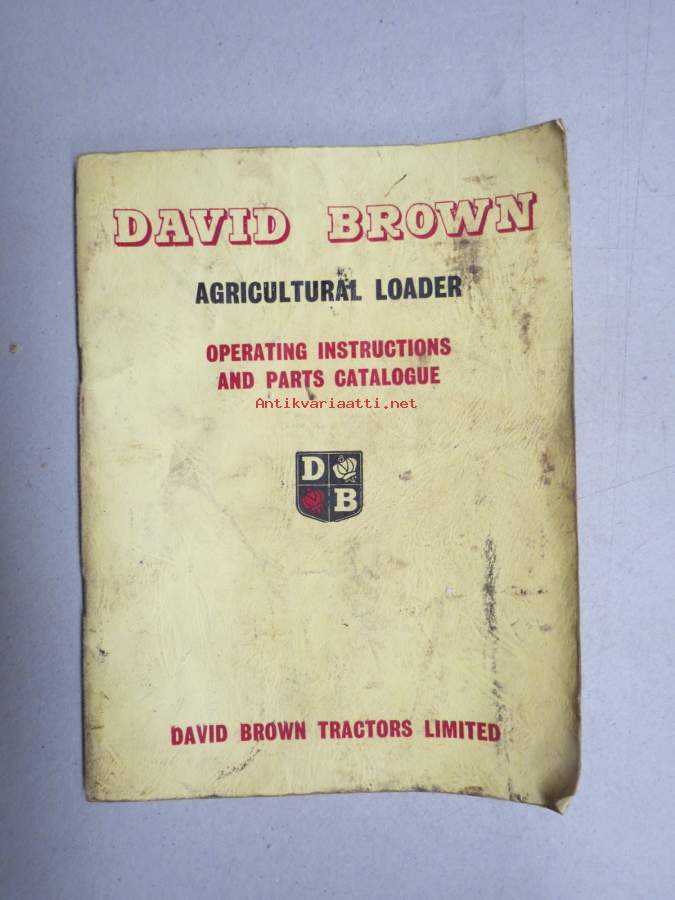 DAVID BROWN
AGRICULTURAL LOADER
OPERATING INSTRUCTIONS
AND PARTS CATALOGUE
Antikvariaatti.net
D
B
DAVID BROWN TRACTORS LIMITED